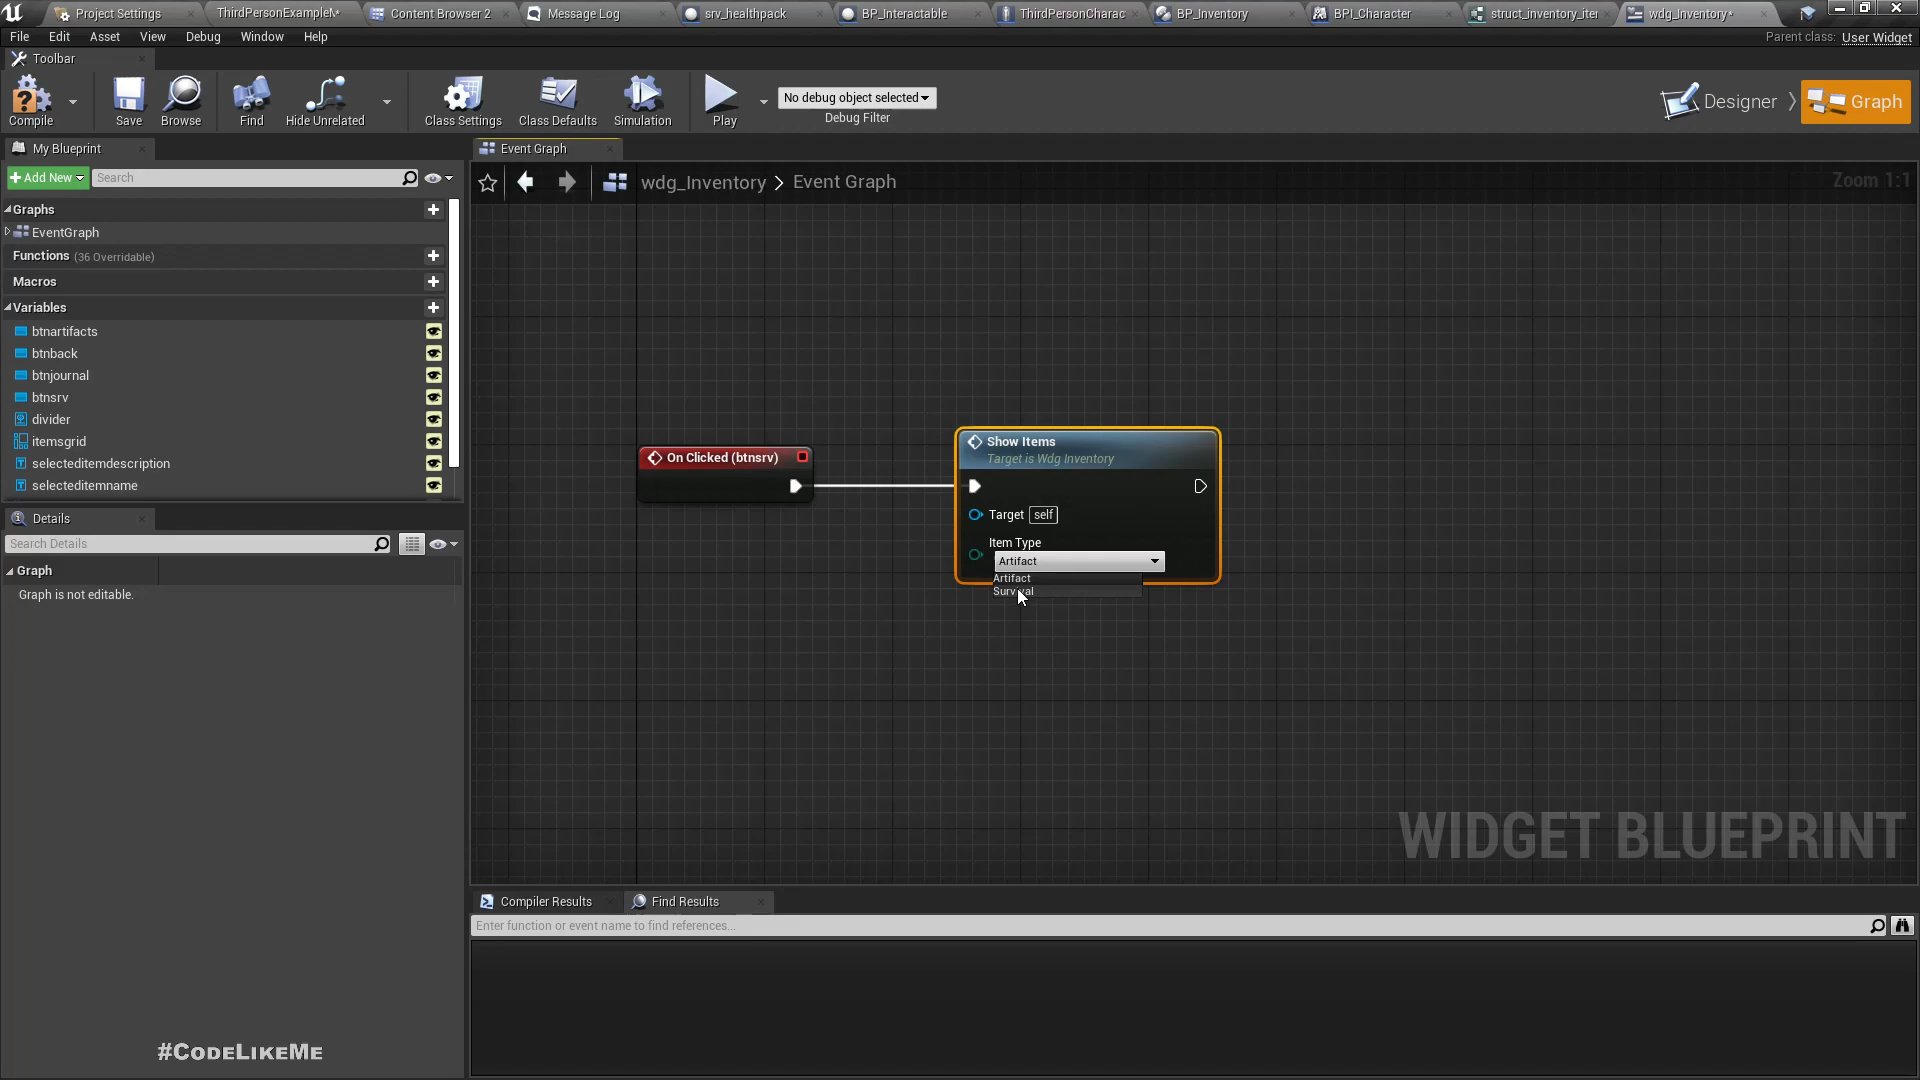 Project Settings
ThirdPersonExampleM*
Content Browser 2
Message Log
srv_healthpack
BP_Interactable
ThirdPersonCharac
BP_Inventory
BPI_Character
struct_inventory_iter
wdg_Inventory*
File Edit Asset View Debug Window Help
Parent class: User Widget
Toolbar
Compile
Save
Browse
Find
Hide Unrelated
Class Settings
Class Defaults
Simulation
Play
No debug object selected
Debug Filter
Designer
Graph
My Blueprint
Event Graph
Add New
Search
wdg_Inventory > Event Graph
Zoom 1:1
Graphs
EventGraph
Functions (36 Overridable)
Macros
Variables
btnartifacts
btnback
btnjournal
btnsrv
divider
itemsgrid
selecteditemdescription
selecteditemname
On Clicked (btnsrv)
Show Items
Target is Wdg Inventory
Target self
Item Type
Artifact
Artifact
Survival
Details
Search Details
Graph
Graph is not editable.
WIDGET BLUEPRINT
Compiler Results
Find Results
Enter function or event name to find references...
#CodeLikeMe